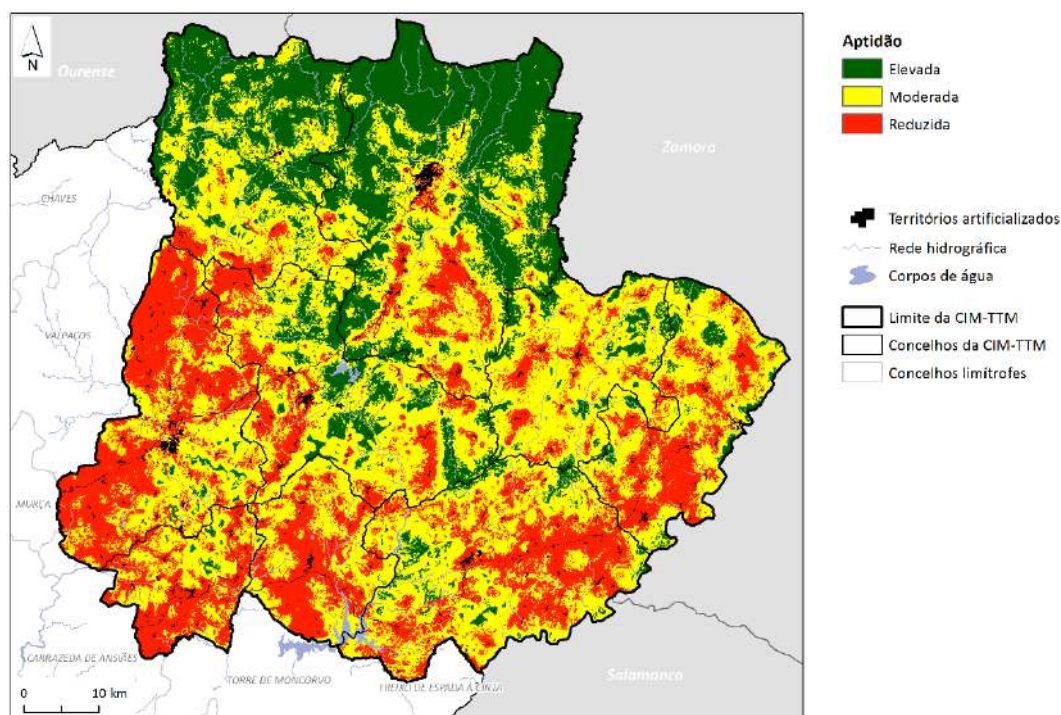 N
Ourense
Zamora
CHAVES
VALPAÇOS
MURÇA
CARRAZEDA DE ANSIÃES
TORRE DE MONCORVO
FREIXO DE ESPADA À CINTA
Salamanca
0 10 km
Aptidão
Elevada
Moderada
Reduzida
Territórios artificializados
Rede hidrográfica
Corpos de água
Limite da CIM-TTM
Concelhos da CIM-TTM
Concelhos limítrofes